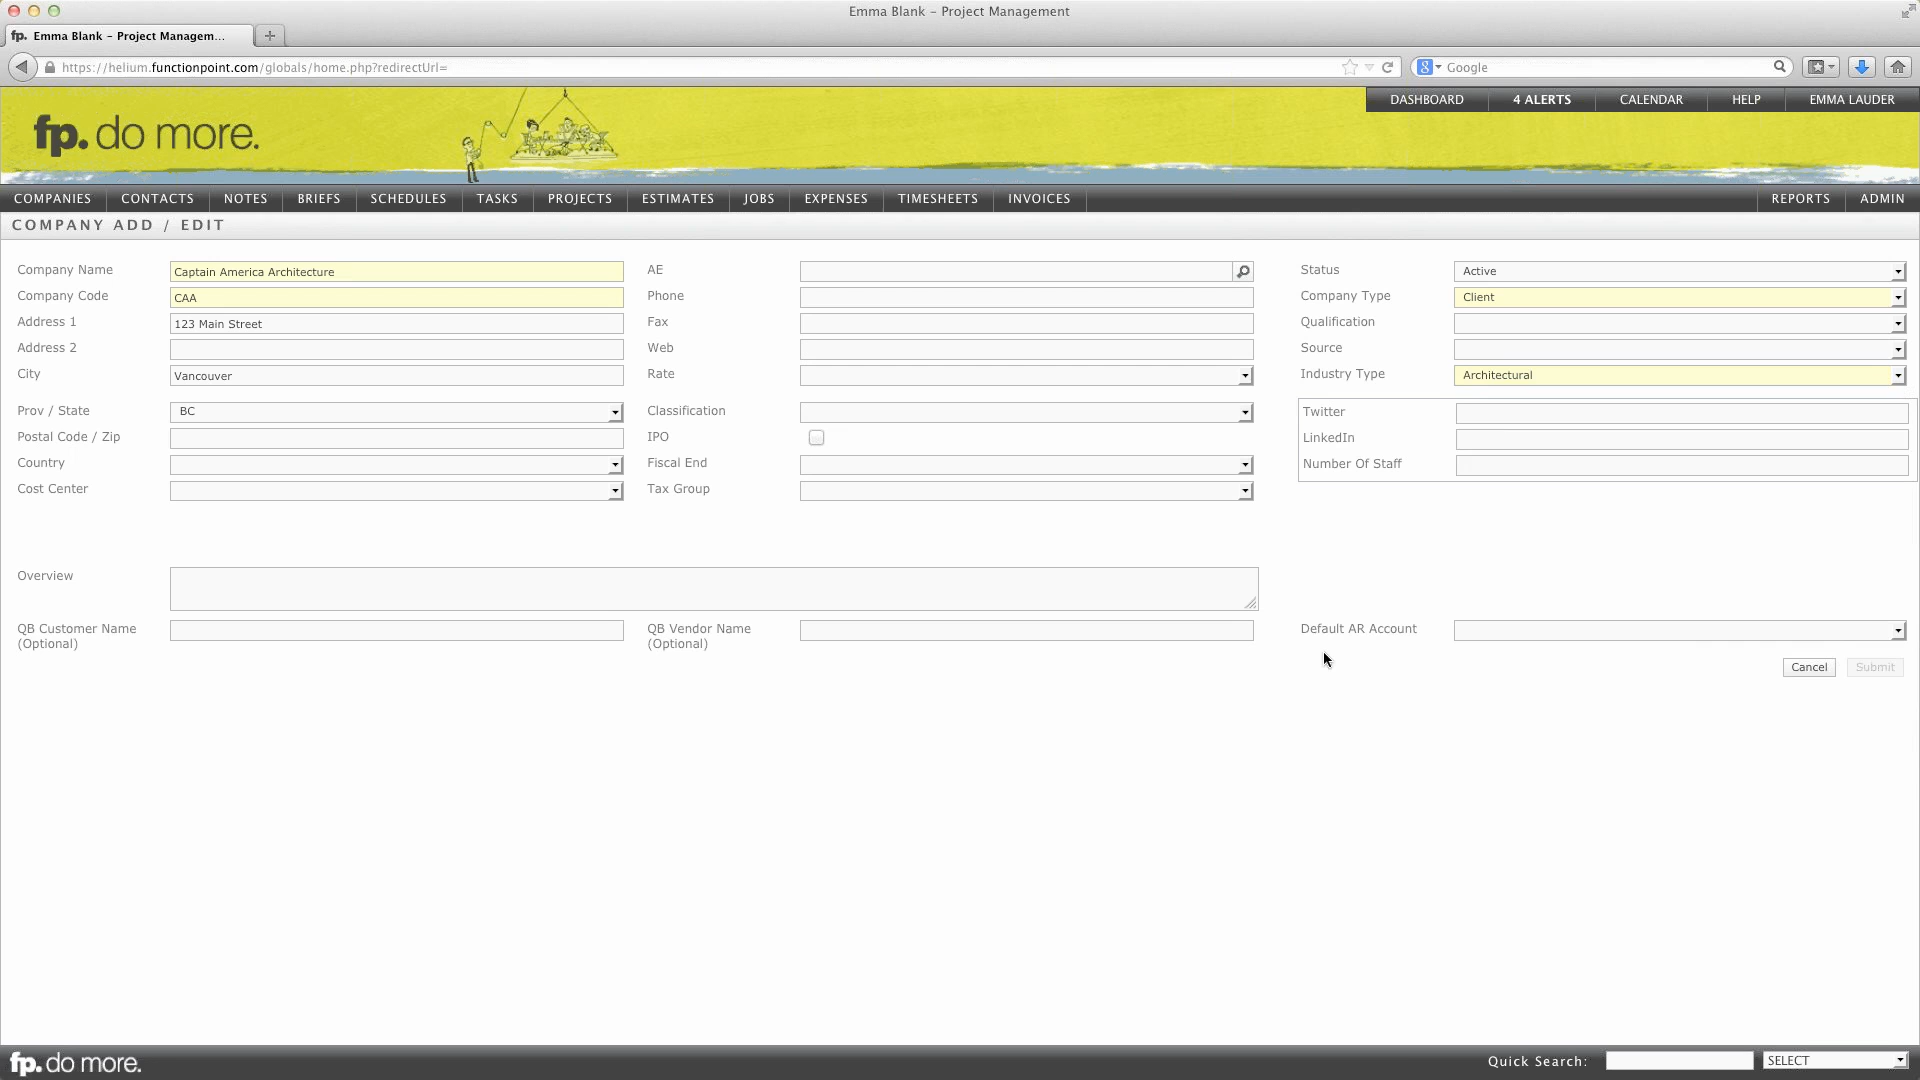 Emma Blank – Project Management
fp. Emma Blank – Project Managem...
https://helium.functionpoint.com/globals/home.php?redirectUrl=
Google
DASHBOARD 4 ALERTS CALENDAR HELP EMMA LAUDER
fp. do more.
COMPANIES CONTACTS NOTES BRIEFS SCHEDULES TASKS PROJECTS ESTIMATES JOBS EXPENSES TIMESHEETS INVOICES REPORTS ADMIN
COMPANY ADD / EDIT
Company Name Captain America Architecture AE Status Active
Company Code CAA Phone Company Type Client
Address 1 123 Main Street Fax Qualification
Address 2 Web Source
City Vancouver Rate Industry Type Architectural
Prov / State BC Classification Twitter
Postal Code / Zip IPO LinkedIn
Country Fiscal End Number Of Staff
Cost Center Tax Group
Overview
QB Customer Name QB Vendor Name Default AR Account
(Optional) (Optional)
Cancel Submit
fp. do more. Quick Search: SELECT